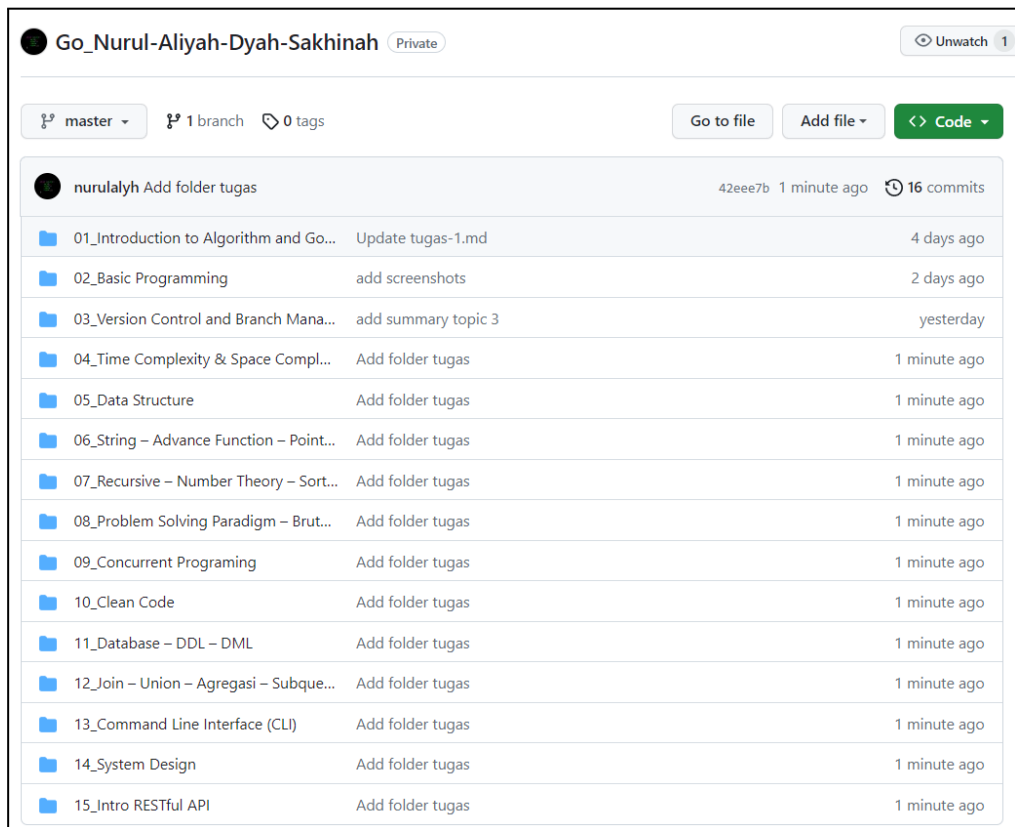 Go_Nurul-Aliyah-Dyah-Sakhinah Private Unwatch 1
master 1 branch 0 tags Go to file Add file Code
nurulalyh Add folder tugas 42eee7b 1 minute ago 16 commits
01_Introduction to Algorithm and Go... Update tugas-1.md 4 days ago
02_Basic Programming add screenshots 2 days ago
03_Version Control and Branch Mana... add summary topic 3 yesterday
04_Time Complexity & Space Compl... Add folder tugas 1 minute ago
05_Data Structure Add folder tugas 1 minute ago
06_String – Advance Function – Point... Add folder tugas 1 minute ago
07_Recursive – Number Theory – Sort... Add folder tugas 1 minute ago
08_Problem Solving Paradigm – Brut... Add folder tugas 1 minute ago
09_Concurrent Programing Add folder tugas 1 minute ago
10_Clean Code Add folder tugas 1 minute ago
11_Database – DDL – DML Add folder tugas 1 minute ago
12_Join – Union – Agregasi – Subque... Add folder tugas 1 minute ago
13_Command Line Interface (CLI) Add folder tugas 1 minute ago
14_System Design Add folder tugas 1 minute ago
15_Intro RESTful API Add folder tugas 1 minute ago